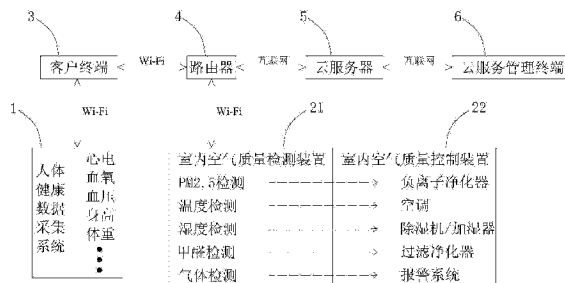 3
4
5
6
客户终端
Wi-Fi
路由器
互联网
云服务器
互联网
云服务管理终端
1
Wi-Fi
Wi-Fi
21
22
人体
健康
数据
采集
系统
心电
血氧
血压
身高
体重
室内空气质量检测装置
室内空气质量控制装置
PM2,5检测
负离子净化器
温度检测
空调
湿度检测
除湿机/加湿器
甲醛检测
过滤净化器
气体检测
报警系统